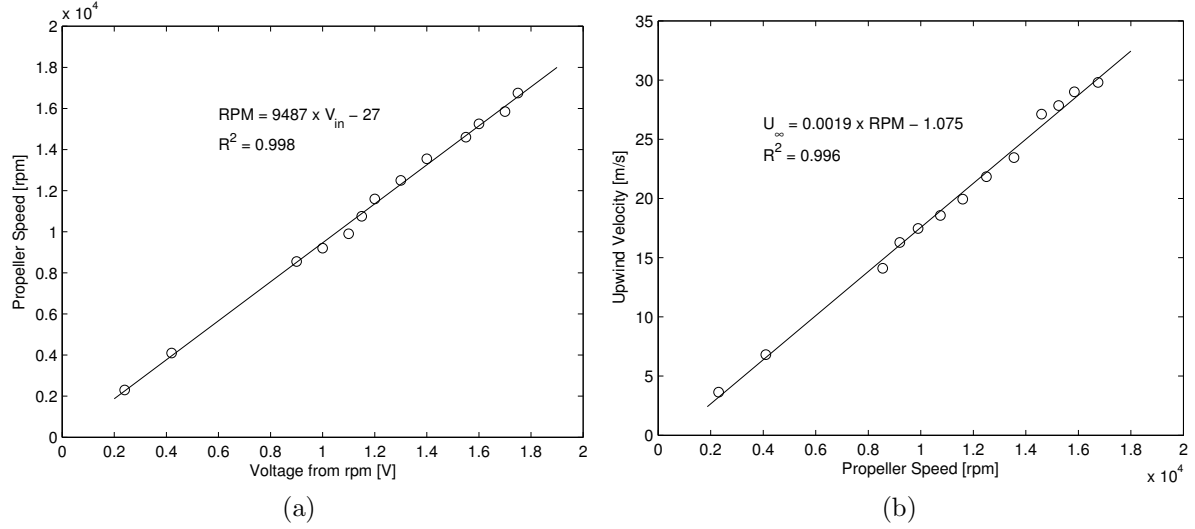 x 10^4
2
1.8
1.6
1.4
1.2
1
0.8
0.6
0.4
0.2
0
Propeller Speed [rpm]
RPM = 9487 x V_in − 27
R^2 = 0.998
0 0.2 0.4 0.6 0.8 1 1.2 1.4 1.6 1.8 2
Voltage from rpm [V]
(a)
35
30
25
20
15
10
5
0
Upwind Velocity [m/s]
U_∞ = 0.0019 x RPM − 1.075
R^2 = 0.996
0 0.2 0.4 0.6 0.8 1 1.2 1.4 1.6 1.8 2
Propeller Speed [rpm]
x 10^4
(b)